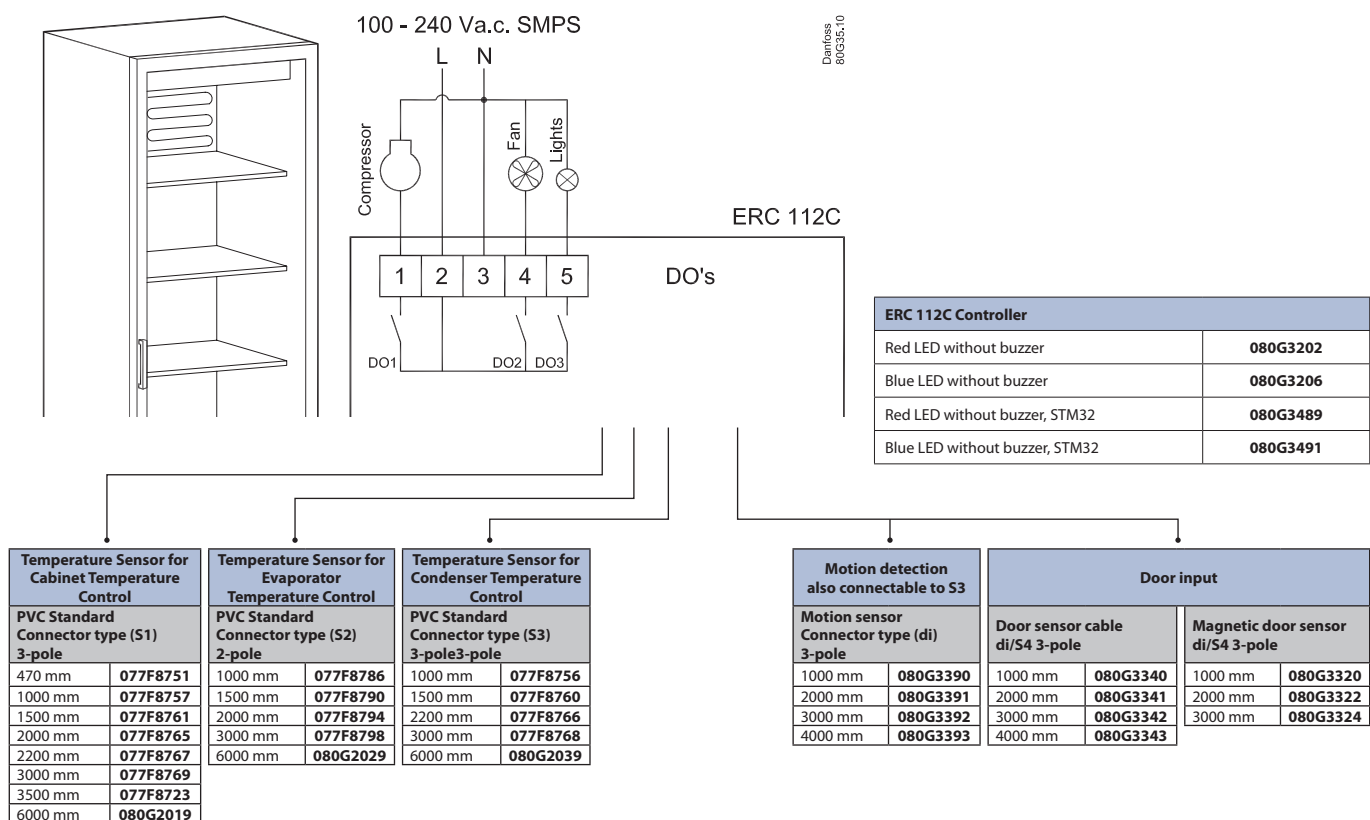 100 - 240 Va.c. SMPS
L N
Danfoss
80G35.10
Compressor
Fan
Lights
ERC 112C
1 2 3 4 5
DO's
DO1 DO2 DO3
ERC 112C Controller
Red LED without buzzer 080G3202
Blue LED without buzzer 080G3206
Red LED without buzzer, STM32 080G3489
Blue LED without buzzer, STM32 080G3491
Temperature Sensor for
Cabinet Temperature
Control
PVC Standard
Connector type (S1)
3-pole
470 mm 077F8751
1000 mm 077F8757
1500 mm 077F8761
2000 mm 077F8765
2200 mm 077F8767
3000 mm 077F8769
3500 mm 077F8723
6000 mm 080G2019
Temperature Sensor for
Evaporator
Temperature Control
PVC Standard
Connector type (S2)
2-pole
1000 mm 077F8786
1500 mm 077F8790
2000 mm 077F8794
3000 mm 077F8798
6000 mm 080G2029
Temperature Sensor for
Condenser Temperature
Control
PVC Standard
Connector type (S3)
3-pole3-pole
1000 mm 077F8756
1500 mm 077F8760
2200 mm 077F8766
3000 mm 077F8768
6000 mm 080G2039
Motion detection
also connectable to S3
Motion sensor
Connector type (di)
3-pole
1000 mm 080G3390
2000 mm 080G3391
3000 mm 080G3392
4000 mm 080G3393
Door input
Door sensor cable
di/S4 3-pole
1000 mm 080G3340
2000 mm 080G3341
3000 mm 080G3342
4000 mm 080G3343
Magnetic door sensor
di/S4 3-pole
1000 mm 080G3320
2000 mm 080G3322
3000 mm 080G3324